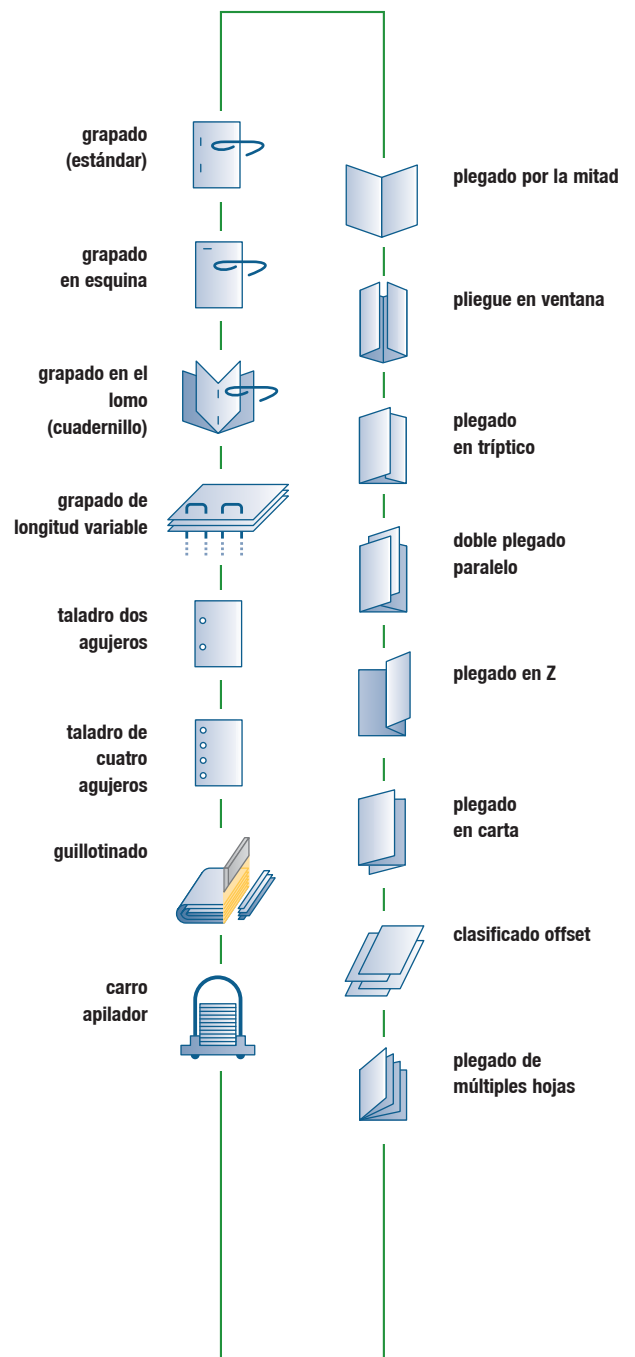 grapado
(estándar)
grapado
en esquina
grapado en el
lomo
(cuadernillo)
grapado de
longitud variable
taladro dos
agujeros
taladro de
cuatro
agujeros
guillotinado
carro
apilador
plegado por la mitad
pliegue en ventana
plegado
en tríptico
doble plegado
paralelo
plegado en Z
plegado
en carta
clasificado offset
plegado de
múltiples hojas